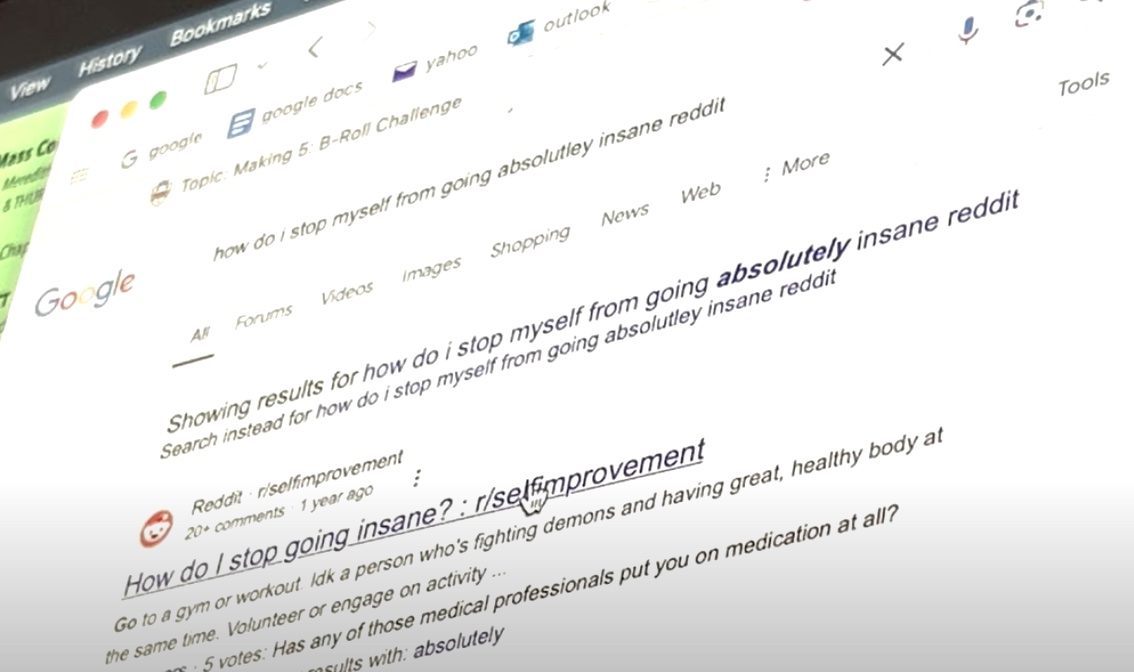 View History Bookmarks
google google docs yahoo outlook
Topic: Making 5: B-Roll Challenge
Mass Co
& THUR
Google
how do i stop myself from going absolutley insane reddit
All Forums Videos Images Shopping News Web More
Tools
Showing results for how do i stop myself from going absolutely insane reddit
Search instead for how do i stop myself from going absolutley insane reddit
Reddit · r/selfimprovement
20+ comments · 1 year ago
How do I stop going insane? : r/selfimprovement
Go to a gym or workout. Idk a person who's fighting demons and having great, healthy body at
the same time. Volunteer or engage on activity ...
5 votes: Has any of those medical professionals put you on medication at all?
results with: absolutely